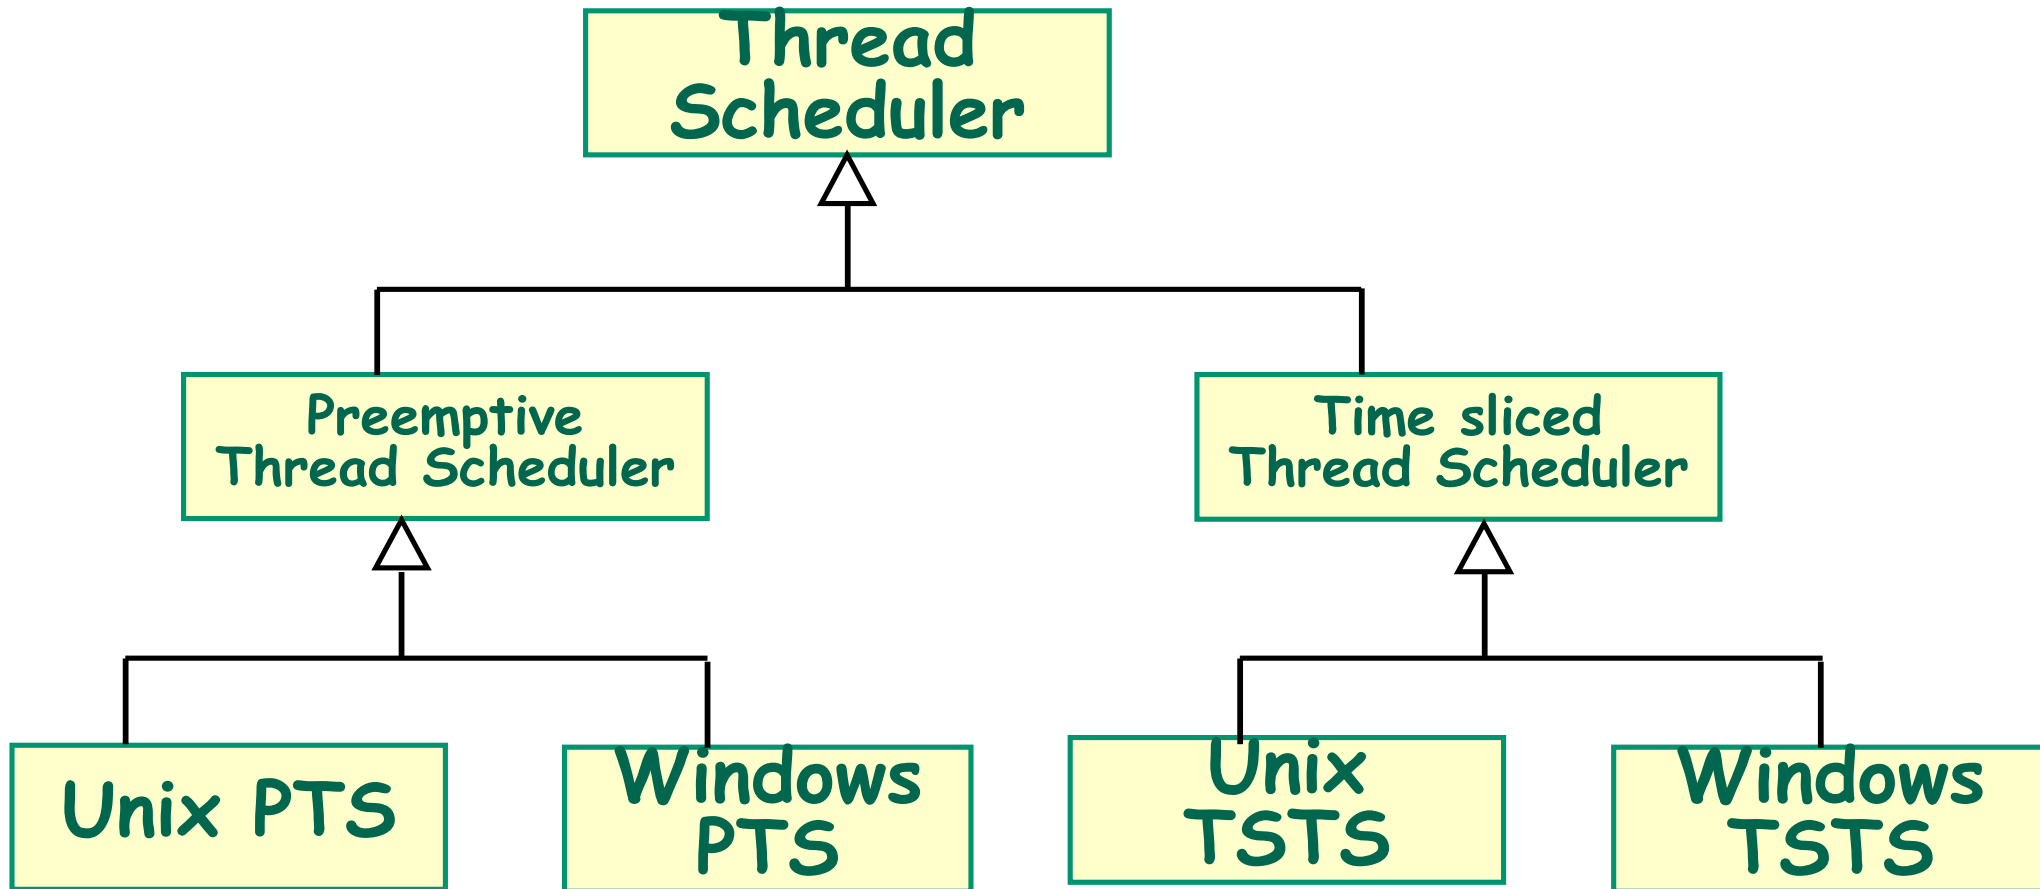 Thread
Scheduler
Preemptive
Thread Scheduler
Time sliced
Thread Scheduler
Unix PTS
Windows
PTS
Unix
TSTS
Windows
TSTS